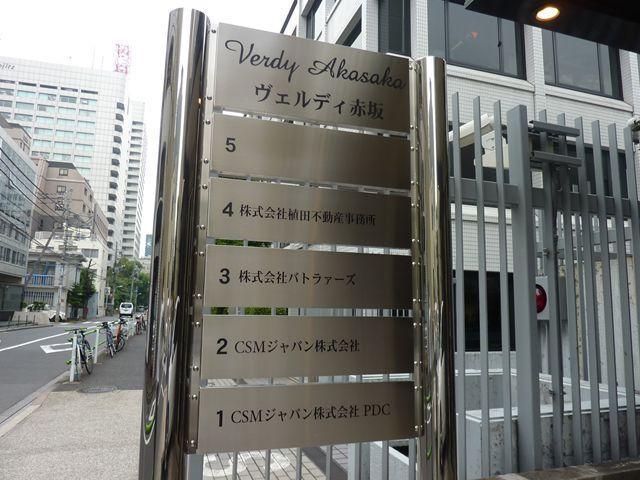 Verdy Akasaka
ヴェルディ赤坂
5
4 株式会社植田不動産事務所
3 株式会社バトラァーズ
2 CSMジャパン株式会社
1 CSMジャパン株式会社 PDC